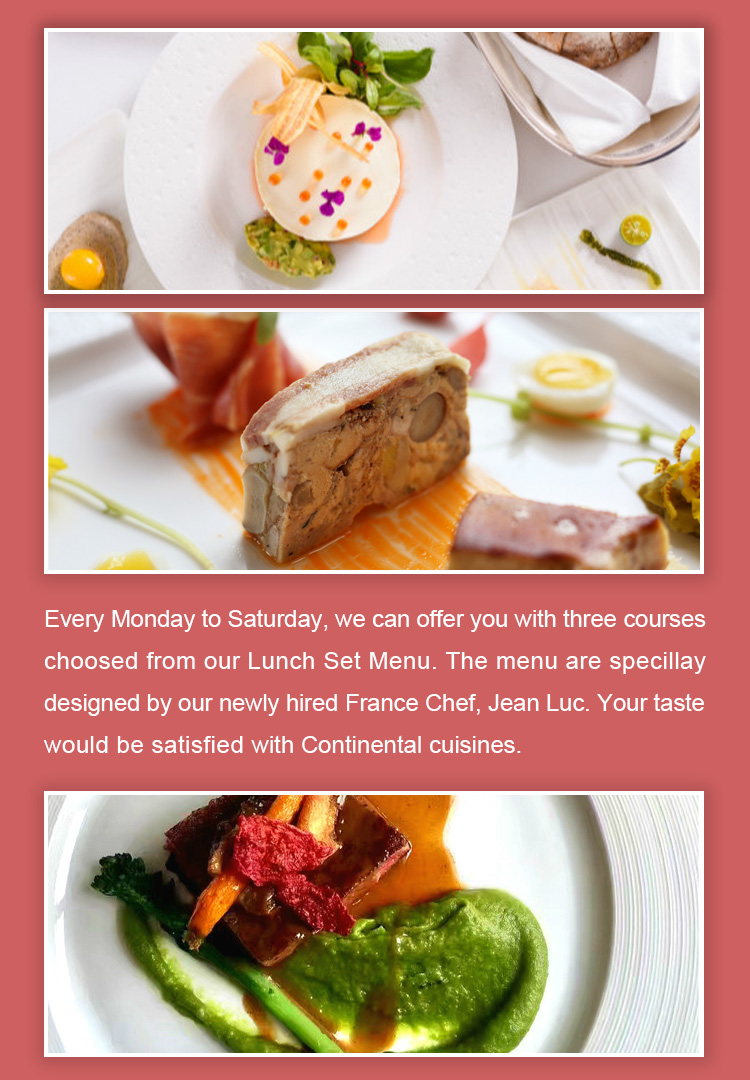 Every Monday to Saturday, we can offer you with three courses
choosed from our Lunch Set Menu. The menu are specillay
designed by our newly hired France Chef, Jean Luc. Your taste
would be satisfied with Continental cuisines.